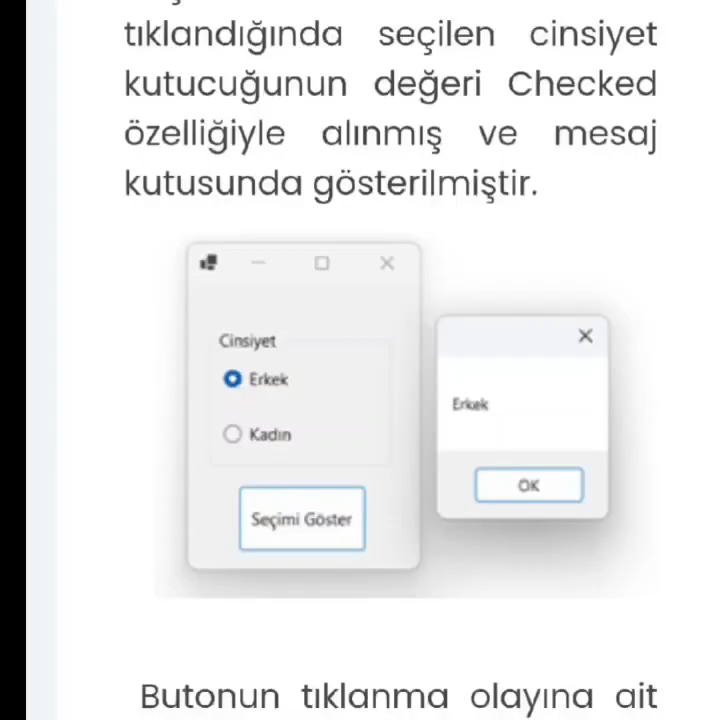 tıklandığında seçilen cinsiyet
kutucuğunun değeri Checked
özelliğiyle alınmış ve mesaj
kutusunda gösterilmiştir.
Cinsiyet
Erkek
Kadın
Seçimi Göster
Erkek
OK
Butonun tıklanma olayına ait